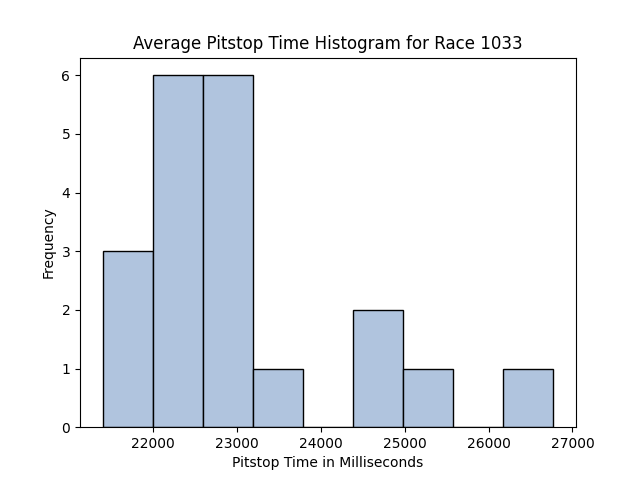 Average Pitstop Time Histogram for Race 1033
6
5
4
3
2
1
0
Frequency
22000 23000 24000 25000 26000 27000
Pitstop Time in Milliseconds